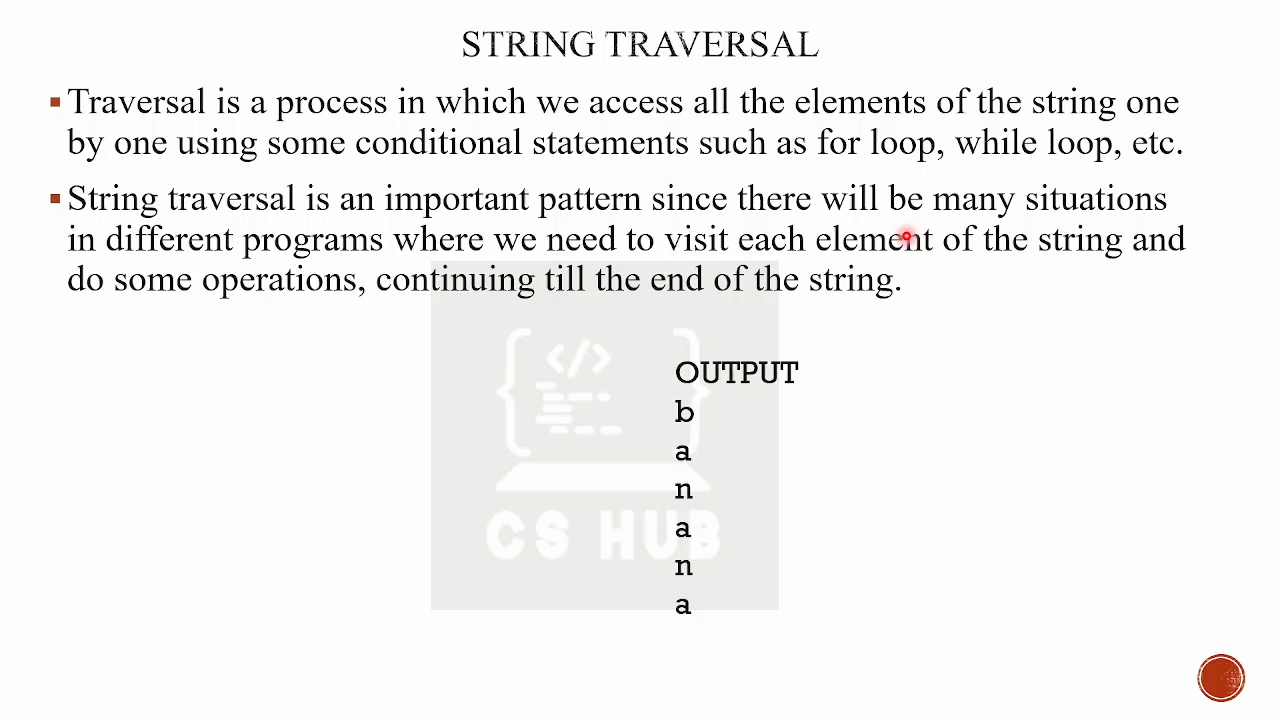 STRING TRAVERSAL
▪ Traversal is a process in which we access all the elements of the string one
by one using some conditional statements such as for loop, while loop, etc.
▪ String traversal is an important pattern since there will be many situations
in different programs where we need to visit each element of the string and
do some operations, continuing till the end of the string.
OUTPUT
b
a
n
a
n
a
</>
CS HUB